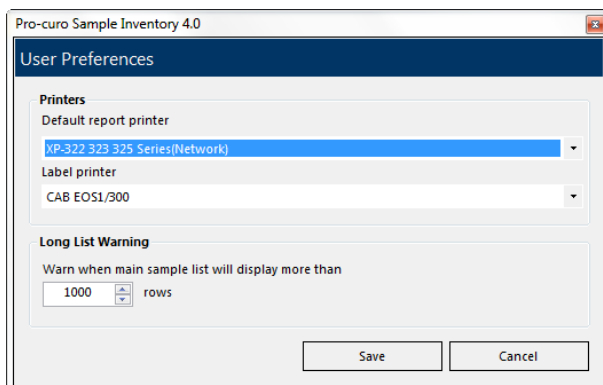 Pro-curo Sample Inventory 4.0
User Preferences
Printers
Default report printer
XP-322 323 325 Series(Network)
Label printer
CAB EOS1/300
Long List Warning
Warn when main sample list will display more than
1000 rows
Save Cancel